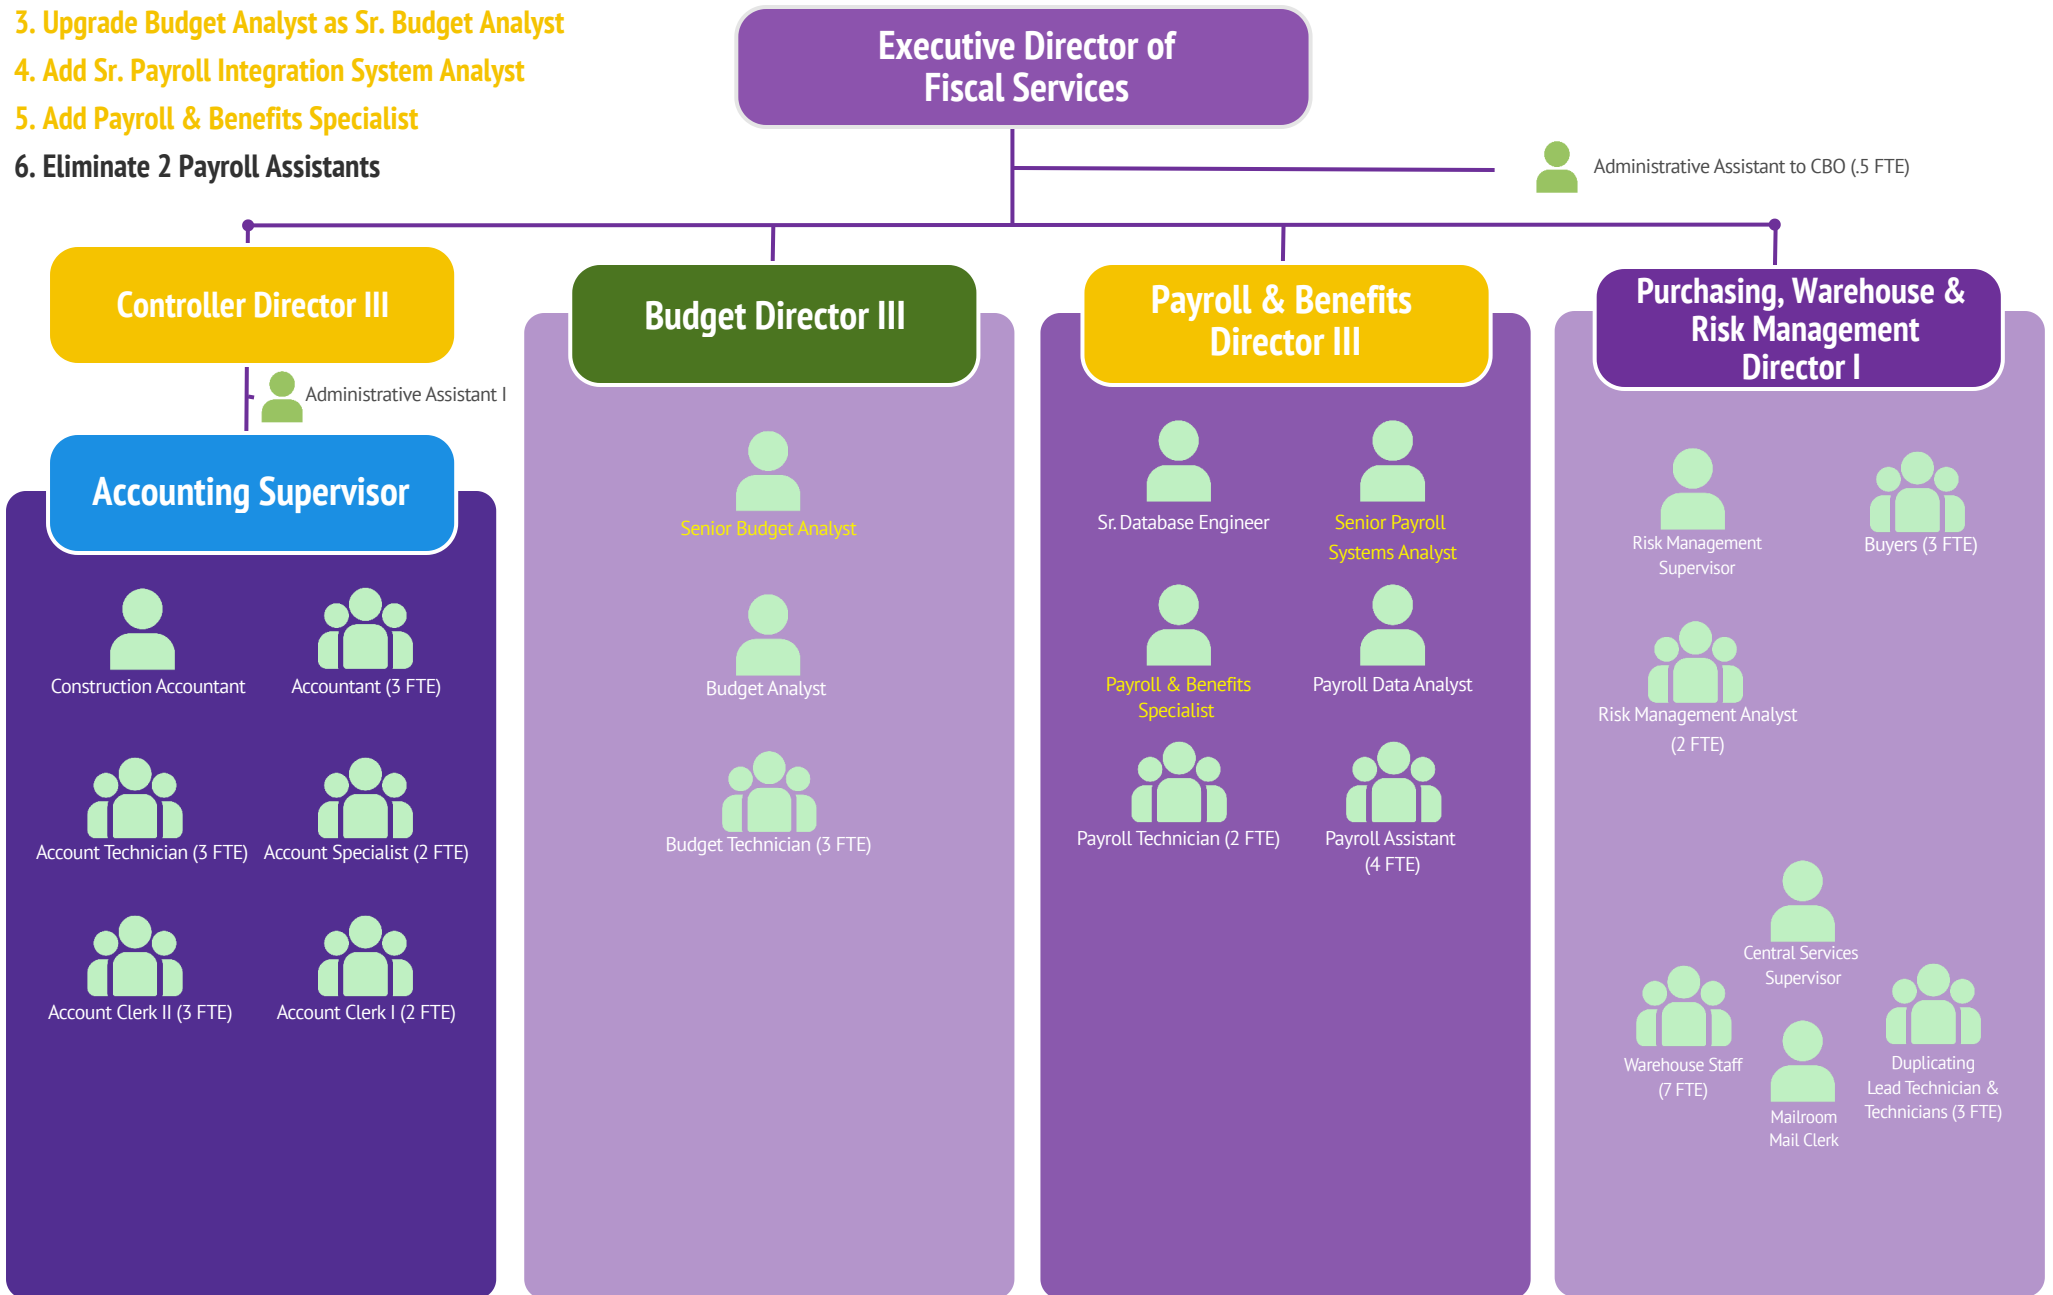 3. Upgrade Budget Analyst as Sr. Budget Analyst
4. Add Sr. Payroll Integration System Analyst
5. Add Payroll & Benefits Specialist
6. Eliminate 2 Payroll Assistants
Executive Director of
Fiscal Services
Administrative Assistant to CBO (.5 FTE)
Controller Director III
Administrative Assistant I
Accounting Supervisor
Construction Accountant
Accountant (3 FTE)
Account Technician (3 FTE)
Account Specialist (2 FTE)
Account Clerk II (3 FTE)
Account Clerk I (2 FTE)
Budget Director III
Senior Budget Analyst
Budget Analyst
Budget Technician (3 FTE)
Payroll & Benefits
Director III
Sr. Database Engineer
Senior Payroll
Systems Analyst
Payroll & Benefits
Specialist
Payroll Data Analyst
Payroll Technician (2 FTE)
Payroll Assistant
(4 FTE)
Purchasing, Warehouse &
Risk Management
Director I
Risk Management
Supervisor
Buyers (3 FTE)
Risk Management Analyst
(2 FTE)
Central Services
Supervisor
Warehouse Staff
(7 FTE)
Mailroom
Mail Clerk
Duplicating
Lead Technician &
Technicians (3 FTE)